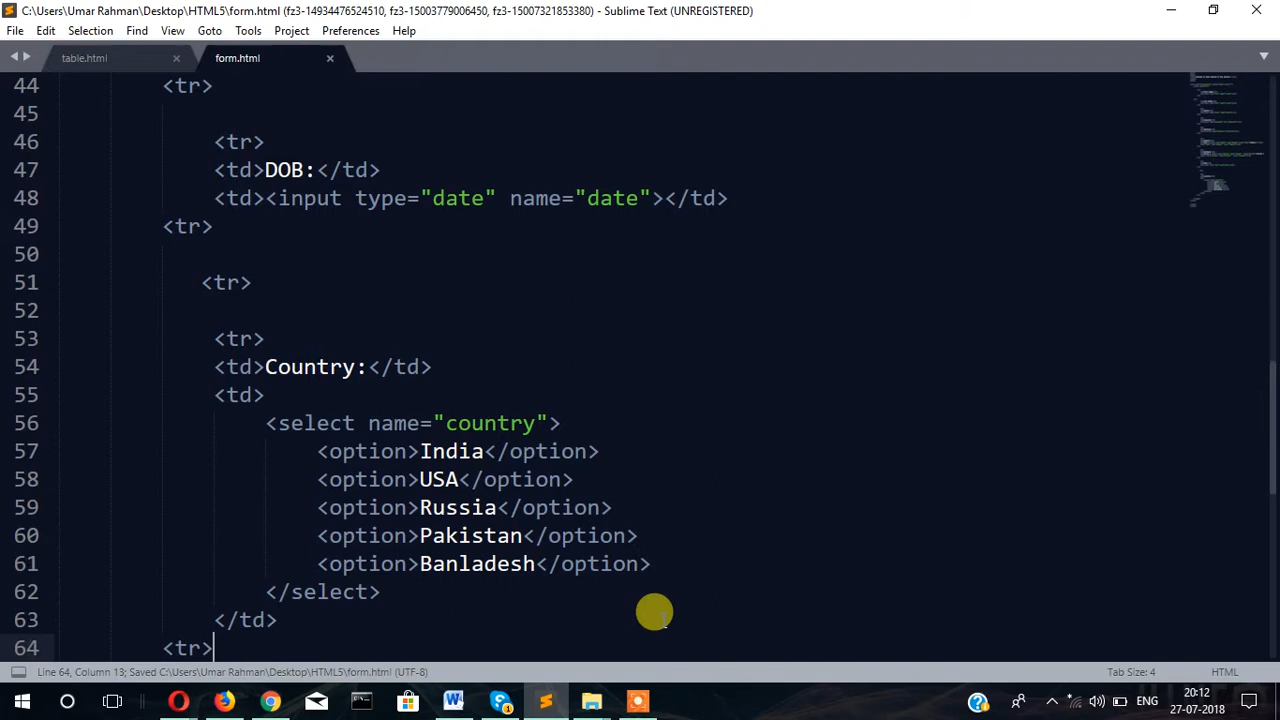 C:\Users\Umar Rahman\Desktop\HTML5\form.html (fz3-14934476524510, fz3-15003779006450, fz3-15007321853380) - Sublime Text (UNREGISTERED)
File Edit Selection Find View Goto Tools Project Preferences Help
table.html form.html
44 <tr>
45
46 <tr>
47 <td>DOB:</td>
48 <td><input type="date" name="date"></td>
49 <tr>
50
51 <tr>
52
53 <tr>
54 <td>Country:</td>
55 <td>
56 <select name="country">
57 <option>India</option>
58 <option>USA</option>
59 <option>Russia</option>
60 <option>Pakistan</option>
61 <option>Banladesh</option>
62 </select>
63 </td>
64 <tr>
Line 64, Column 13; Saved C:\Users\Umar Rahman\Desktop\HTML5\form.html (UTF-8) Tab Size: 4 HTML
ENG 20:12
27-07-2018